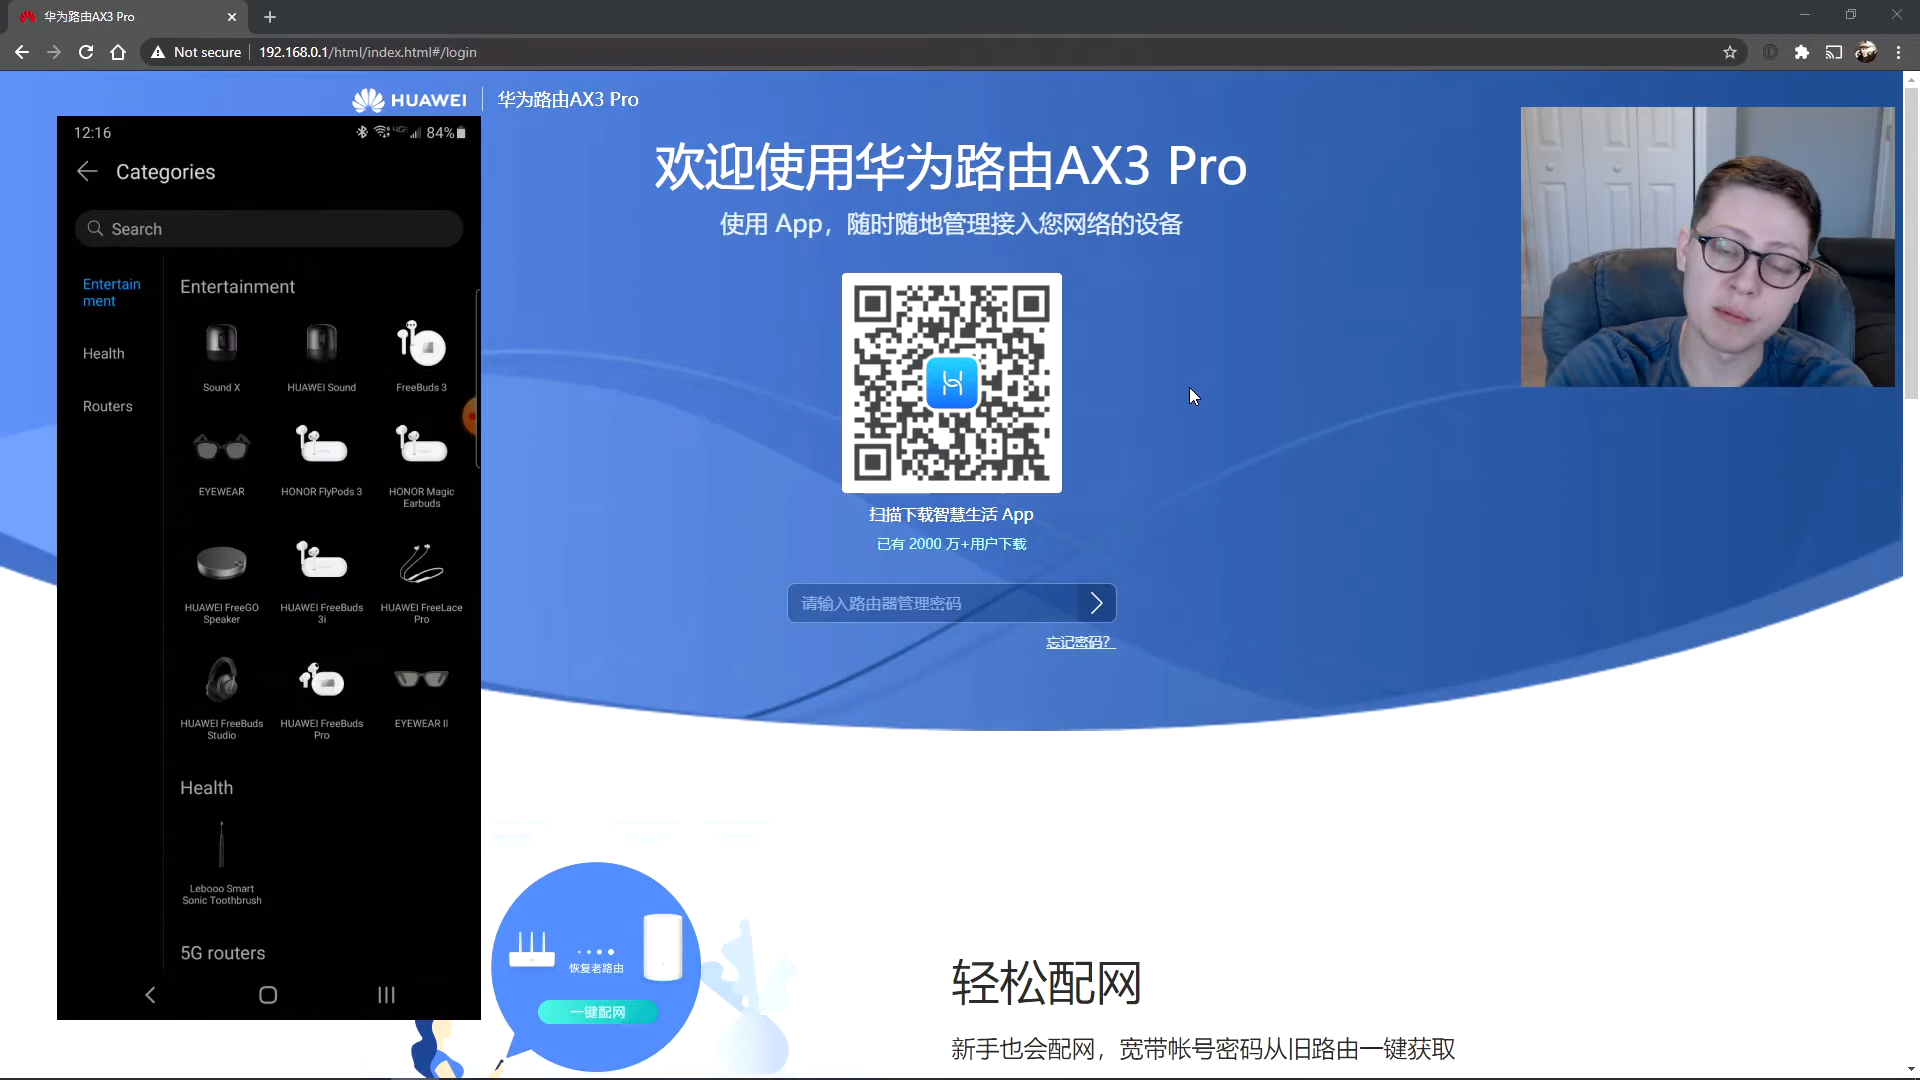 华为路由AX3 Pro
Not secure
192.168.0.1/html/index.html#/login
HUAWEI
华为路由AX3 Pro
欢迎使用华为路由AX3 Pro
使用 App，随时随地管理接入您网络的设备
扫描下载智慧生活 App
已有 2000 万+用户下载
请输入路由器管理密码
忘记密码？
12:16
4G
84%
Categories
Search
Entertain
ment
Health
Routers
Entertainment
Sound X
HUAWEI Sound
FreeBuds 3
EYEWEAR
HONOR FlyPods 3
HONOR Magic
Earbuds
HUAWEI FreeGO
Speaker
HUAWEI FreeBuds
3i
HUAWEI FreeLace
Pro
HUAWEI FreeBuds
Studio
HUAWEI FreeBuds
Pro
EYEWEAR II
Health
Lebooo Smart
Sonic Toothbrush
5G routers
恢复老路由
一键配网
轻松配网
新手也会配网，宽带帐号密码从旧路由一键获取